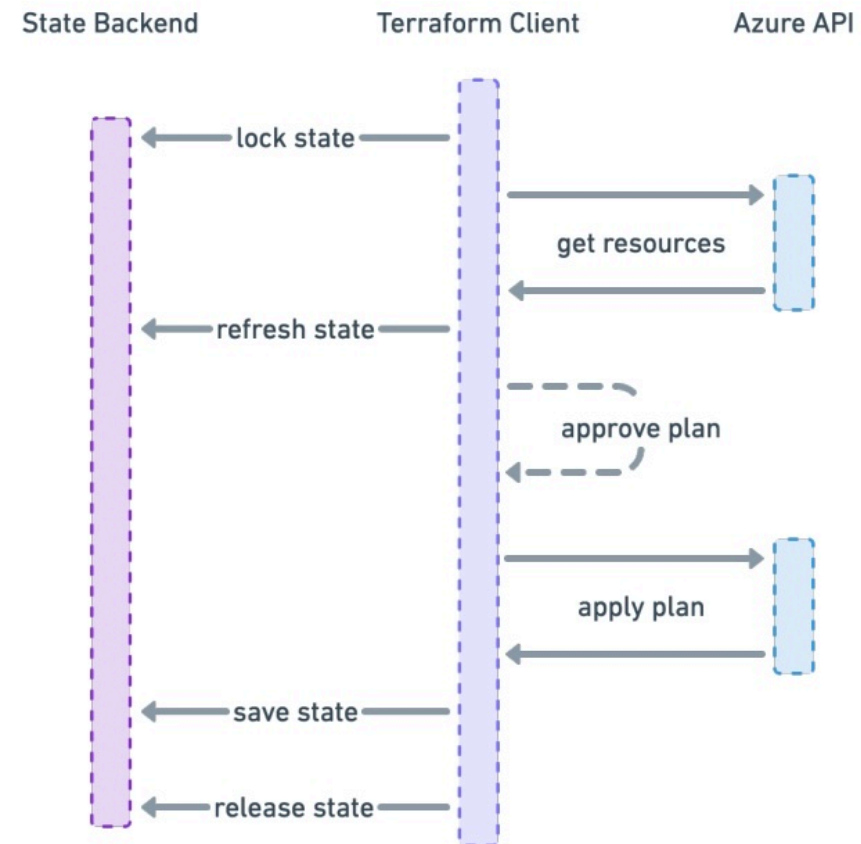 State Backend
Terraform Client
Azure API
lock state
get resources
refresh state
approve plan
apply plan
save state
release state